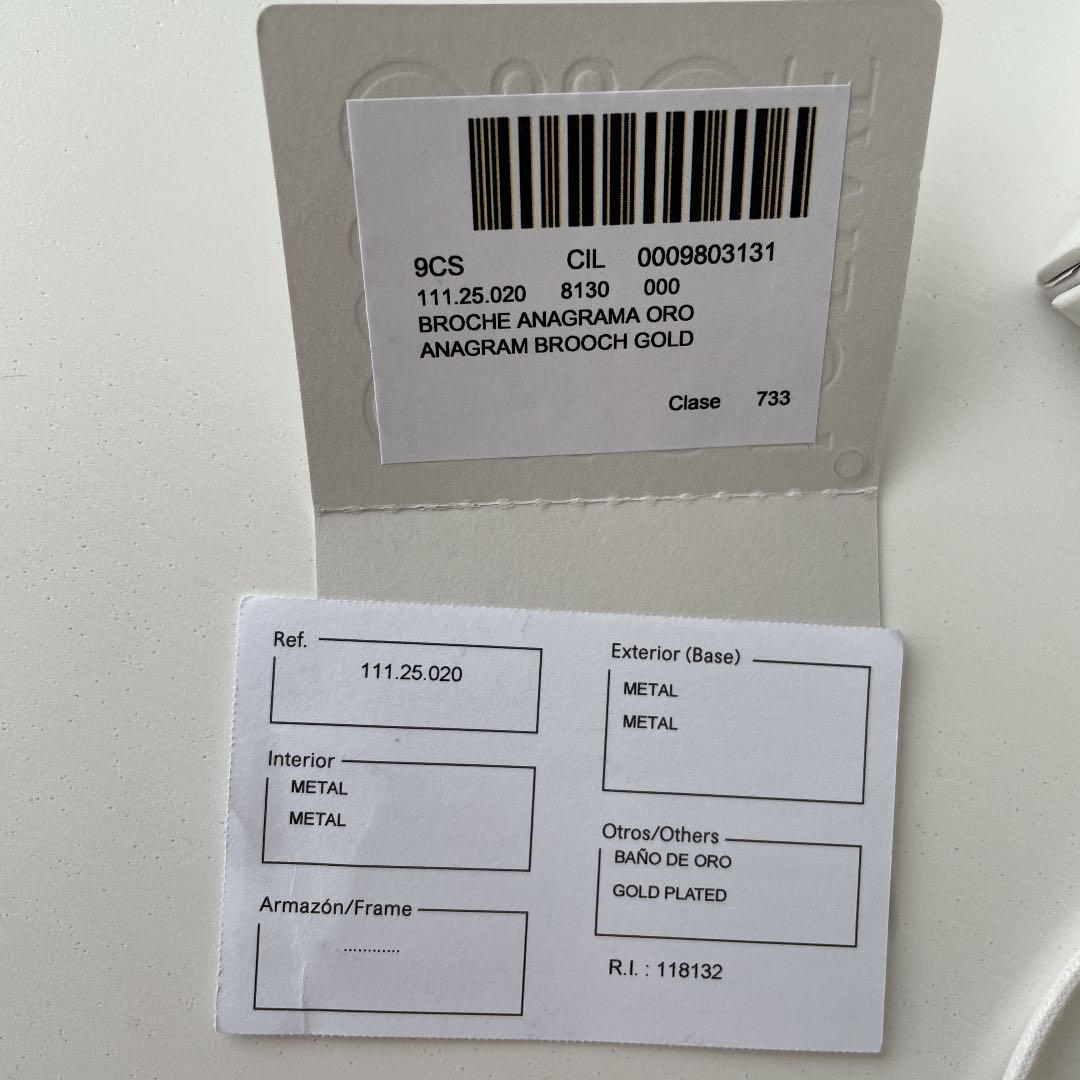 9CS CIL 0009803131
111.25.020 8130 000
BROCHE ANAGRAMA ORO
ANAGRAM BROOCH GOLD
Clase 733
Ref.
111.25.020
Interior
METAL
METAL
Armazón/Frame
............
Exterior (Base)
METAL
METAL
Otros/Others
BAÑO DE ORO
GOLD PLATED
R.I. : 118132